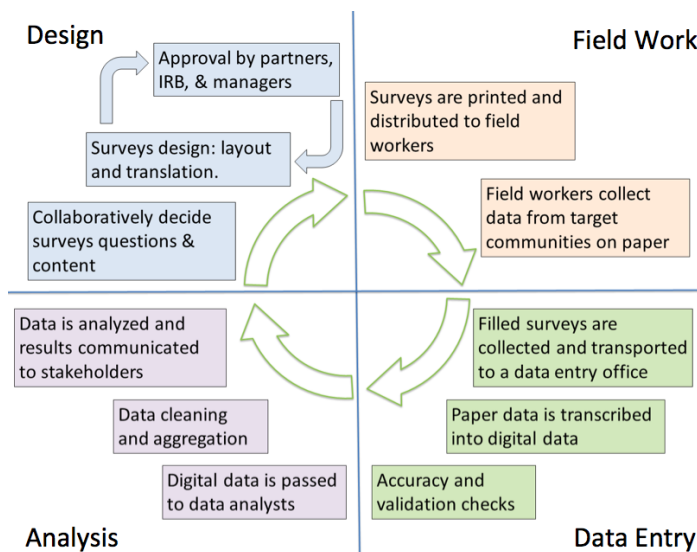 Design
Approval by partners,
IRB, & managers
Surveys design: layout
and translation.
Collaboratively decide
surveys questions &
content
Field Work
Surveys are printed and
distributed to field
workers
Field workers collect
data from target
communities on paper
Filled surveys are
collected and transported
to a data entry office
Paper data is transcribed
into digital data
Accuracy and
validation checks
Data Entry
Data is analyzed and
results communicated
to stakeholders
Data cleaning
and aggregation
Digital data is passed
to data analysts
Analysis